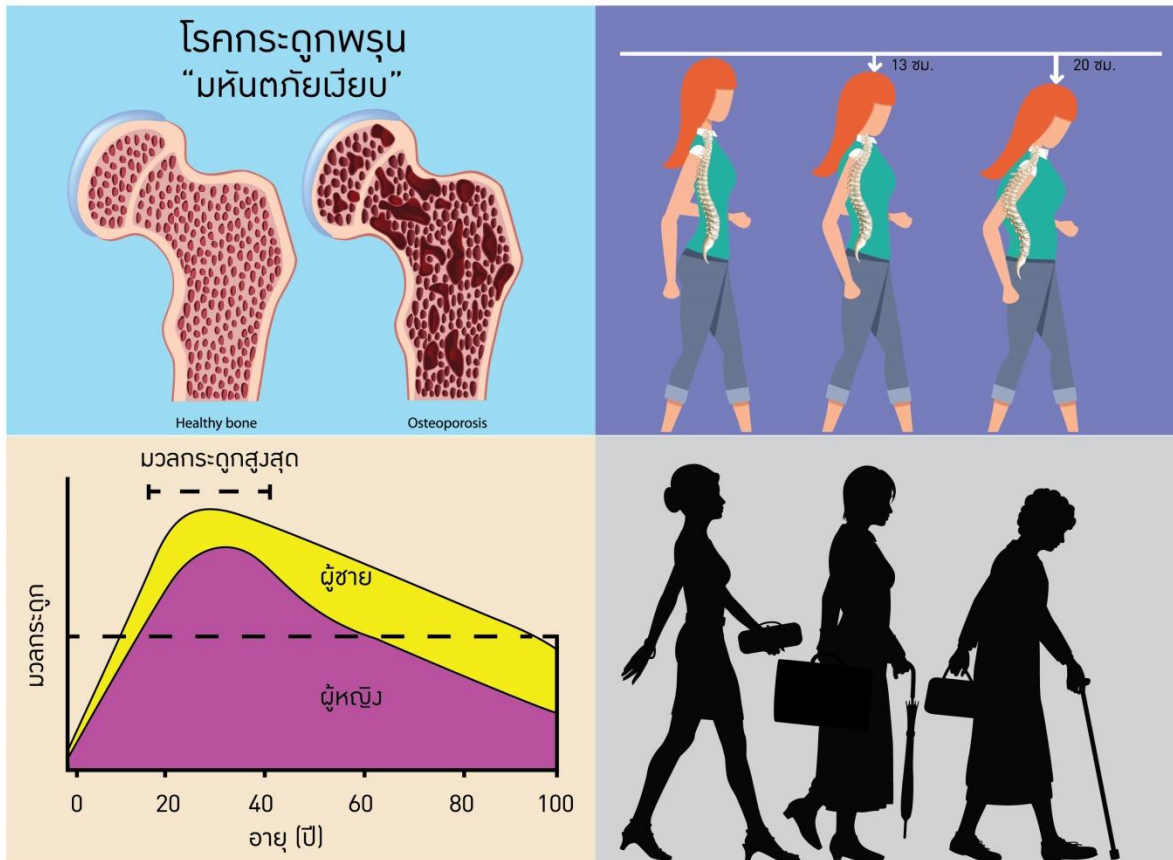 โรคกระดูกพรุน
“มหันตภัยเงียบ”
Healthy bone
Osteoporosis
13 ซม.
20 ซม.
มวลกระดูกสูงสุด
มวลกระดูก
ผู้ชาย
ผู้หญิง
0 20 40 60 80 100
อายุ (ปี)